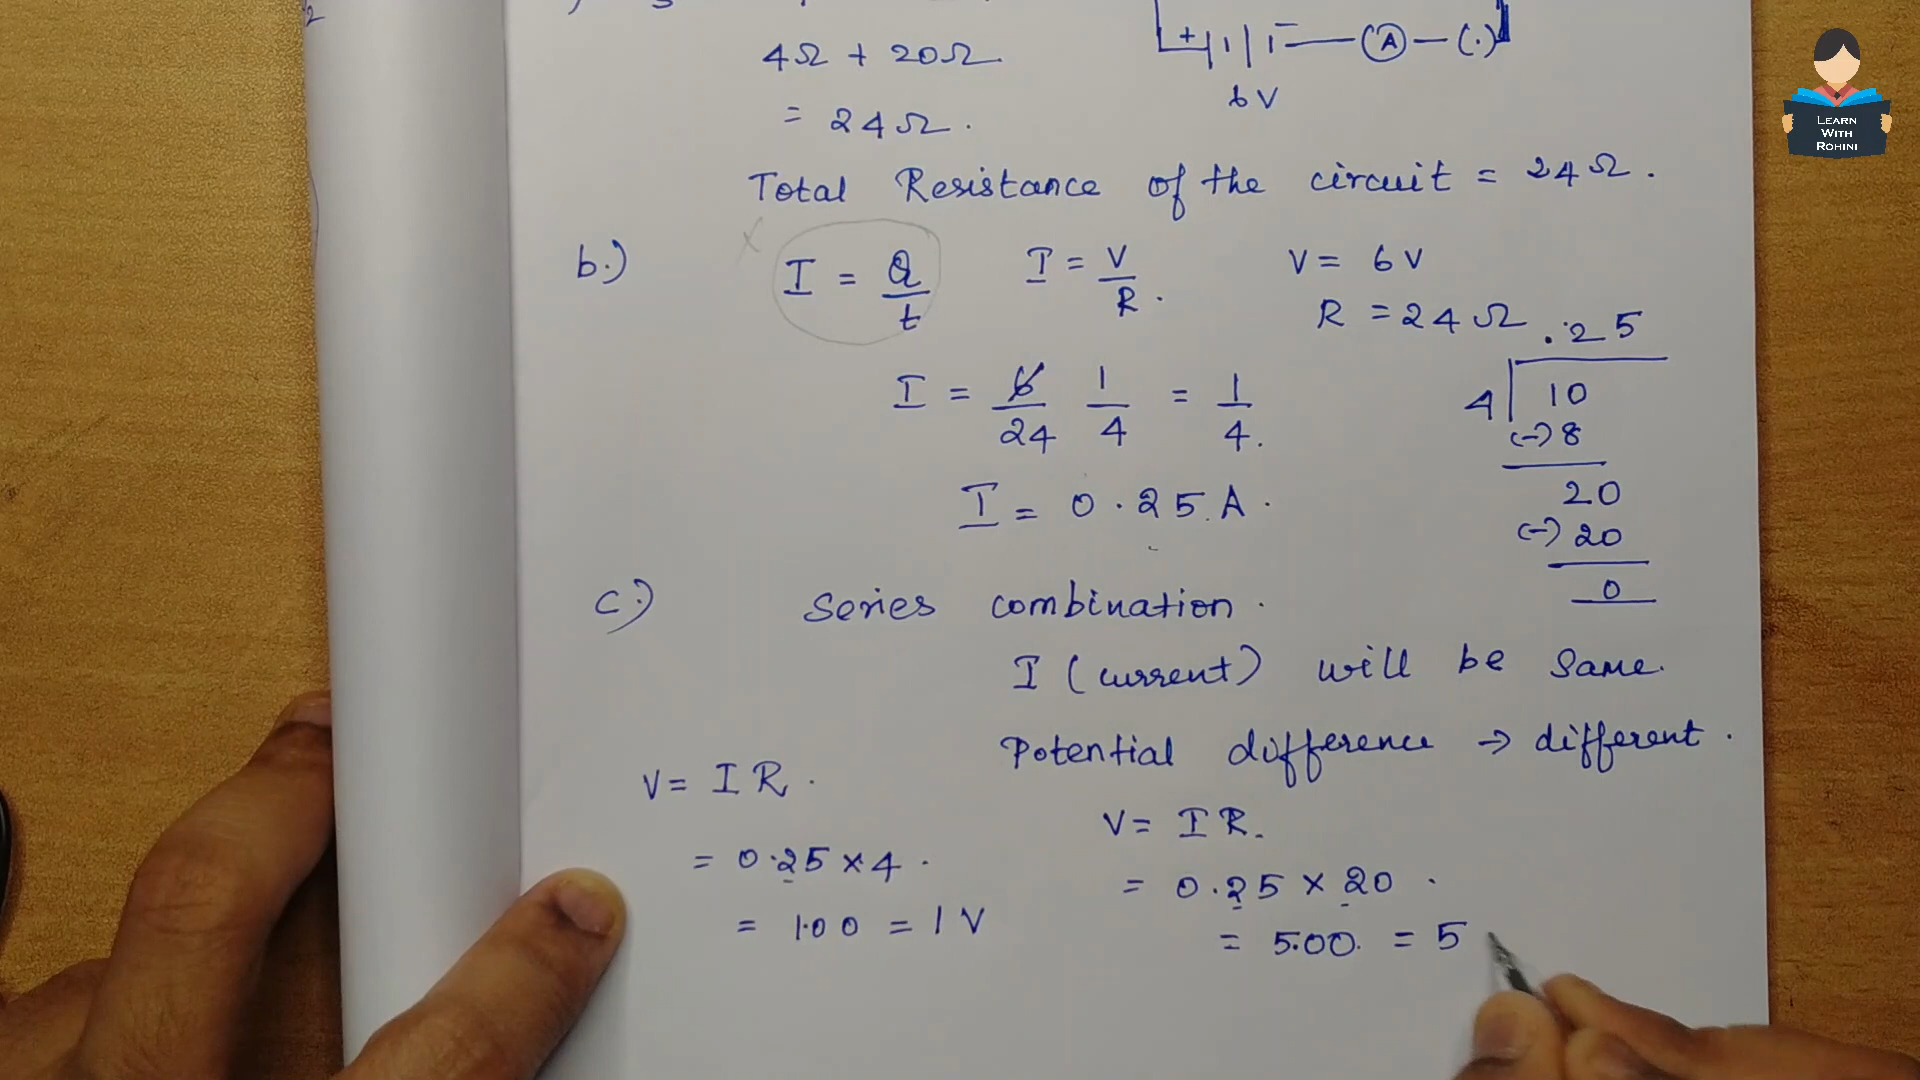 4Ω + 20Ω.
= 24Ω.
+
A
6V
LEARN
WITH
ROHINI
Total Resistance of the circuit = 24Ω.
b.)
I = Q/t
I = V/R.
V = 6V
R = 24Ω
.25
4 10
(-) 8
20
(-) 20
0
I = 6/24 1/4 = 1/4.
I = 0.25 A.
c.) Series combination.
I (current) will be same.
Potential difference → different.
V = IR.
= 0.25 × 4.
= 1.00 = 1 V
V = IR.
= 0.25 × 20.
= 5.00. = 5